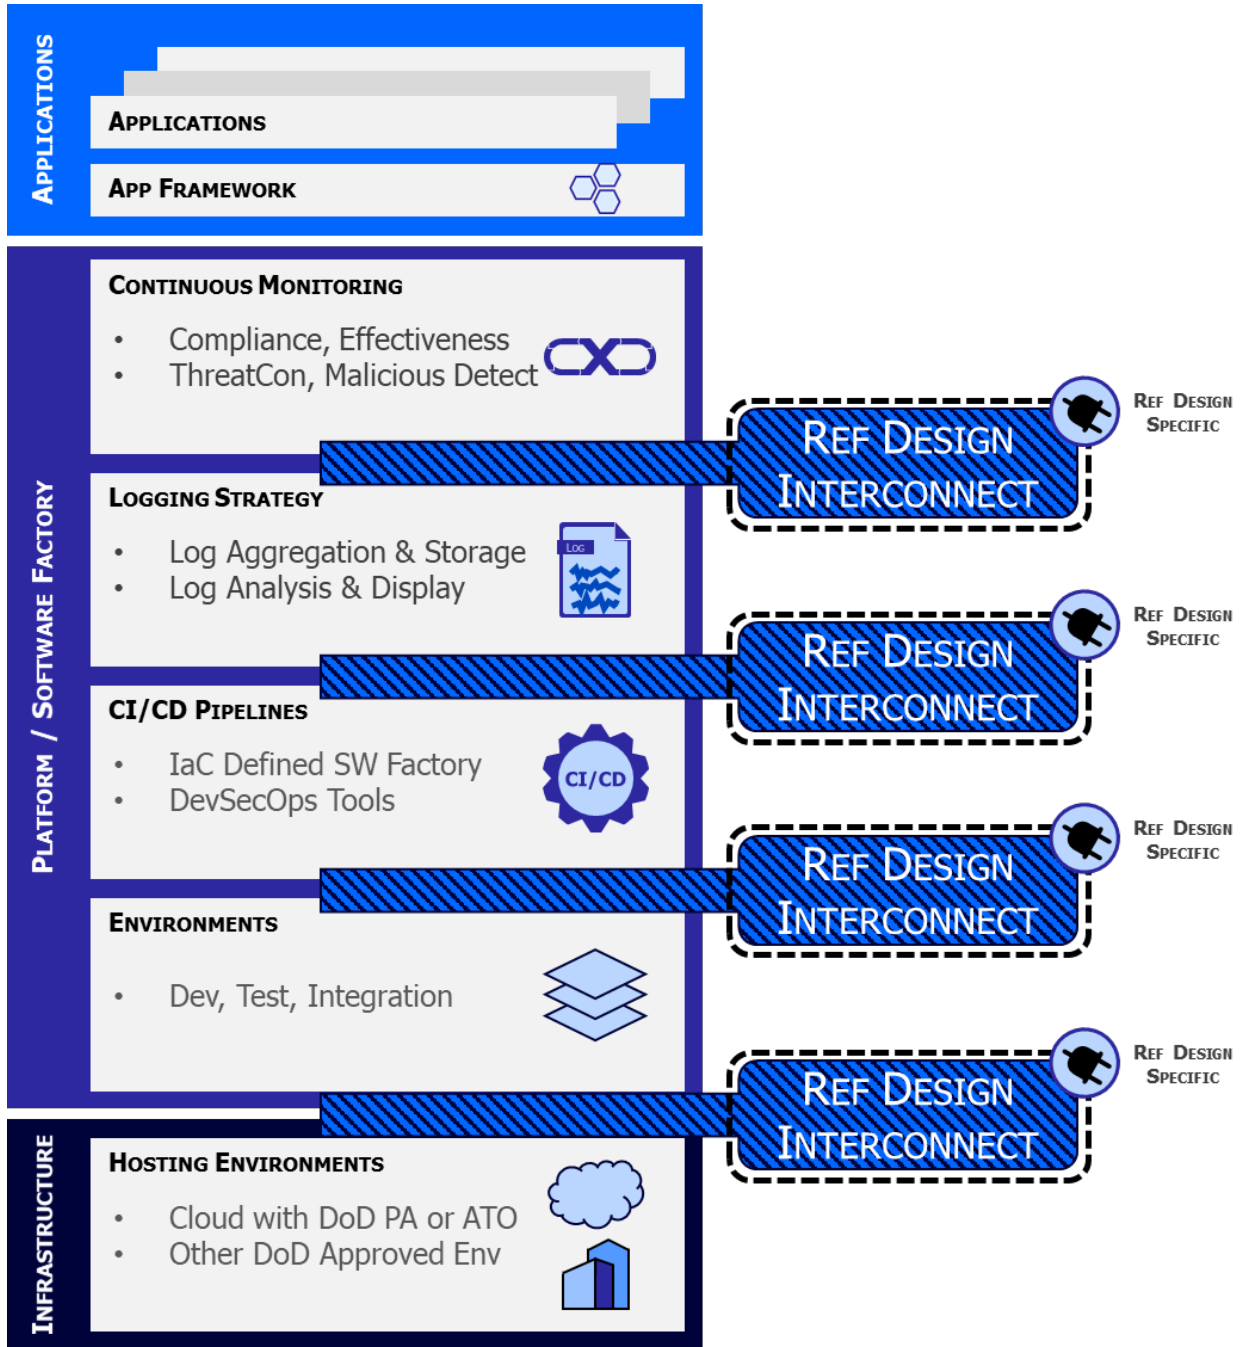 APPLICATIONS
APPLICATIONS
APP FRAMEWORK
PLATFORM / SOFTWARE FACTORY
CONTINUOUS MONITORING
• Compliance, Effectiveness
• ThreatCon, Malicious Detect
REF DESIGN
INTERCONNECT
REF DESIGN
SPECIFIC
LOGGING STRATEGY
• Log Aggregation & Storage
• Log Analysis & Display
LOG
REF DESIGN
INTERCONNECT
REF DESIGN
SPECIFIC
CI/CD PIPELINES
• IaC Defined SW Factory
• DevSecOps Tools
CI/CD
REF DESIGN
INTERCONNECT
REF DESIGN
SPECIFIC
ENVIRONMENTS
• Dev, Test, Integration
REF DESIGN
INTERCONNECT
REF DESIGN
SPECIFIC
INFRASTRUCTURE
HOSTING ENVIRONMENTS
• Cloud with DoD PA or ATO
• Other DoD Approved Env